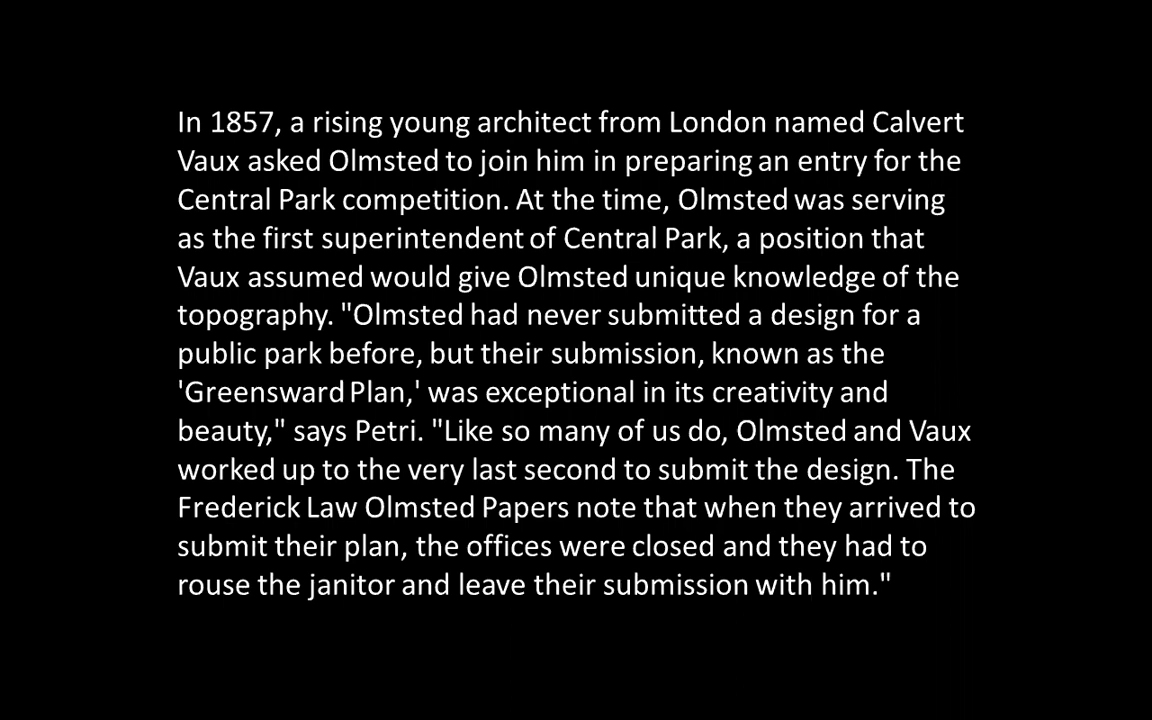 In 1857, a rising young architect from London named Calvert
Vaux asked Olmsted to join him in preparing an entry for the
Central Park competition. At the time, Olmsted was serving
as the first superintendent of Central Park, a position that
Vaux assumed would give Olmsted unique knowledge of the
topography. "Olmsted had never submitted a design for a
public park before, but their submission, known as the
'Greensward Plan,' was exceptional in its creativity and
beauty," says Petri. "Like so many of us do, Olmsted and Vaux
worked up to the very last second to submit the design. The
Frederick Law Olmsted Papers note that when they arrived to
submit their plan, the offices were closed and they had to
rouse the janitor and leave their submission with him."